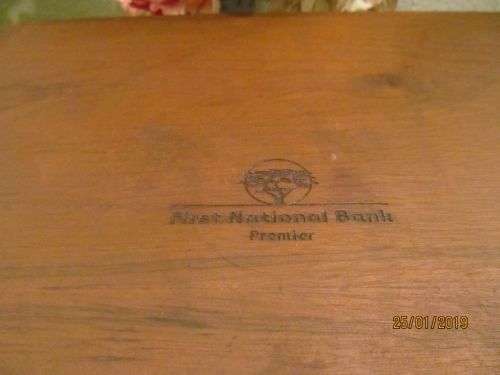 First National Bank
Premier
25/01/2019